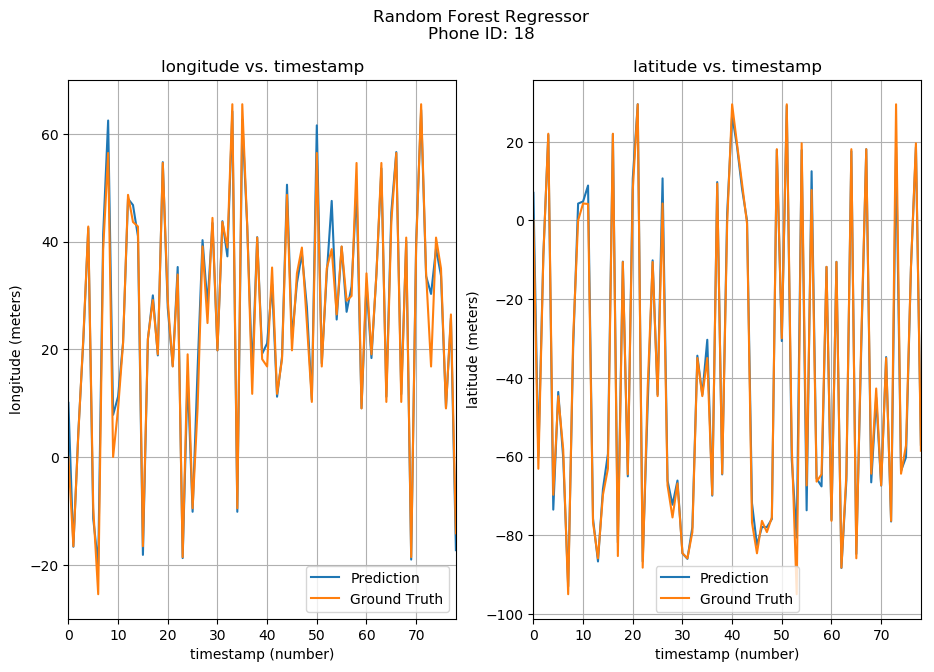 Random Forest Regressor
Phone ID: 18
longitude vs. timestamp
longitude (meters)
60
40
20
0
−20
0 10 20 30 40 50 60 70
timestamp (number)
Prediction
Ground Truth
latitude vs. timestamp
latitude (meters)
20
0
−20
−40
−60
−80
−100
0 10 20 30 40 50 60 70
timestamp (number)
Prediction
Ground Truth